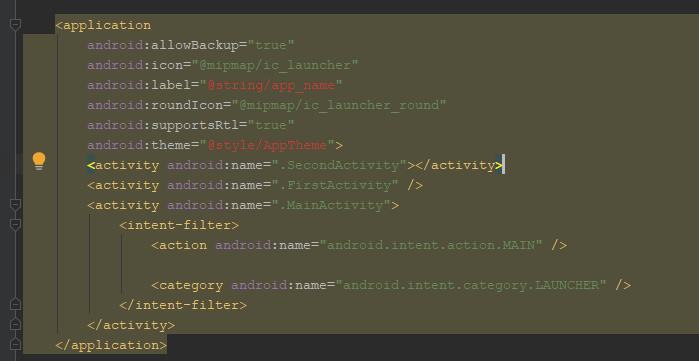 <application
android:allowBackup="true"
android:icon="@mipmap/ic_launcher"
android:label="@string/app_name"
android:roundIcon="@mipmap/ic_launcher_round"
android:supportsRtl="true"
android:theme="@style/AppTheme">
<activity android:name=".SecondActivity"></activity>
<activity android:name=".FirstActivity" />
<activity android:name=".MainActivity">
<intent-filter>
<action android:name="android.intent.action.MAIN" />
<category android:name="android.intent.category.LAUNCHER" />
</intent-filter>
</activity>
</application>